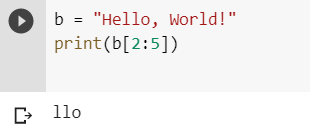 b = "Hello, World!"
print(b[2:5])
llo